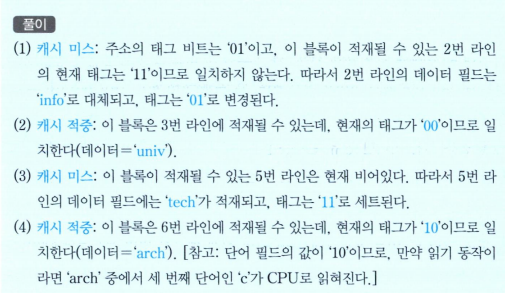 풀이
(1) 캐시 미스: 주소의 태그 비트는 '01'이고, 이 블록이 적재될 수 있는 2번 라인
의 현재 태그는 '11'이므로 일치하지 않는다. 따라서 2번 라인의 데이터 필드는
'info'로 대체되고, 태그는 '01'로 변경된다.
(2) 캐시 적중: 이 블록은 3번 라인에 적재될 수 있는데, 현재의 태그가 '00'이므로 일
치한다(데이터='univ').
(3) 캐시 미스: 이 블록이 적재될 수 있는 5번 라인은 현재 비어있다. 따라서 5번 라
인의 데이터 필드에는 'tech'가 적재되고, 태그는 '11'로 세트된다.
(4) 캐시 적중: 이 블록은 6번 라인에 적재될 수 있는데, 현재의 태그가 '10'이므로 일
치한다(데이터='arch'). [참고: 단어 필드의 값이 '10'이므로, 만약 읽기 동작이
라면 'arch' 중에서 세 번째 단어인 'c'가 CPU로 읽혀진다.]